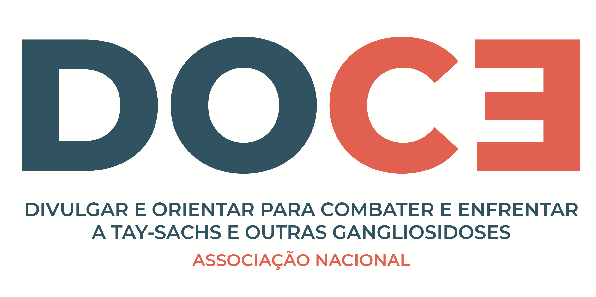 DOCE
DIVULGAR E ORIENTAR PARA COMBATER E ENFRENTAR
A TAY-SACHS E OUTRAS GANGLIOSIDOSES
ASSOCIAÇÃO NACIONAL